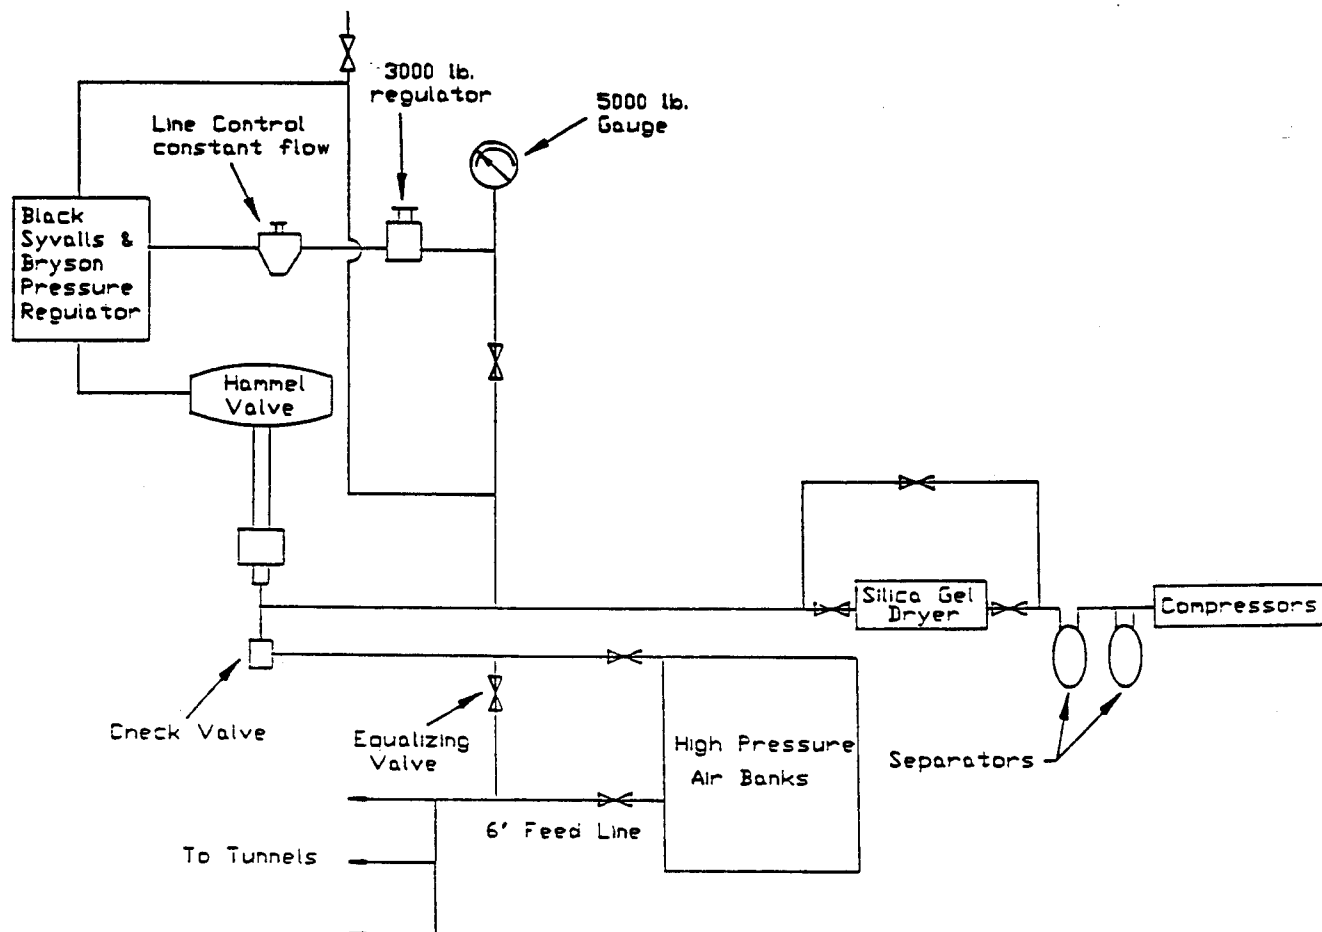 3000 lb.
regulator
5000 lb.
Gauge
Line Control
constant flow
Black
Syvalls &
Bryson
Pressure
Regulator
Hammel
Valve
Silica Gel
Dryer
Compressors
Check Valve
Equalizing
Valve
High Pressure
Air Banks
Separators
6' Feed Line
To Tunnels